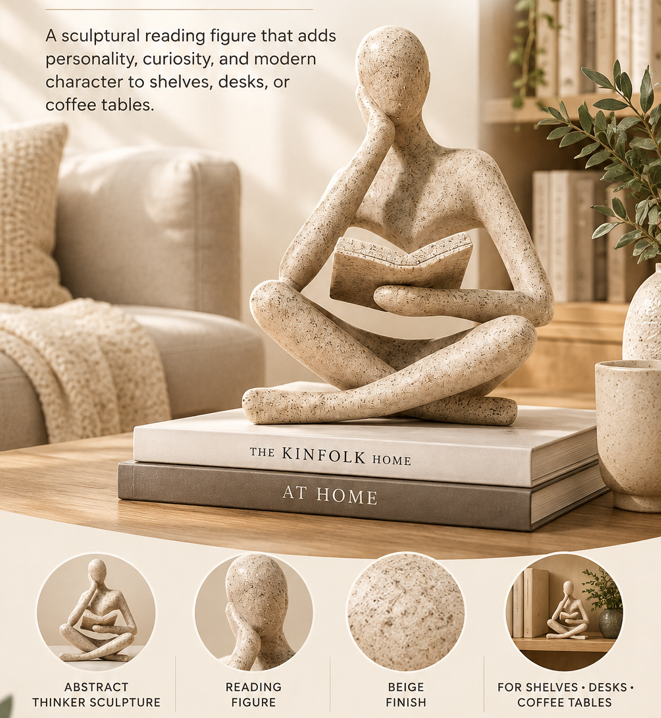 A sculptural reading figure that adds
personality, curiosity, and modern
character to shelves, desks, or
coffee tables.
THE KINFOLK HOME
AT HOME
ABSTRACT
THINKER SCULPTURE
READING
FIGURE
BEIGE
FINISH
FOR SHELVES • DESKS •
COFFEE TABLES